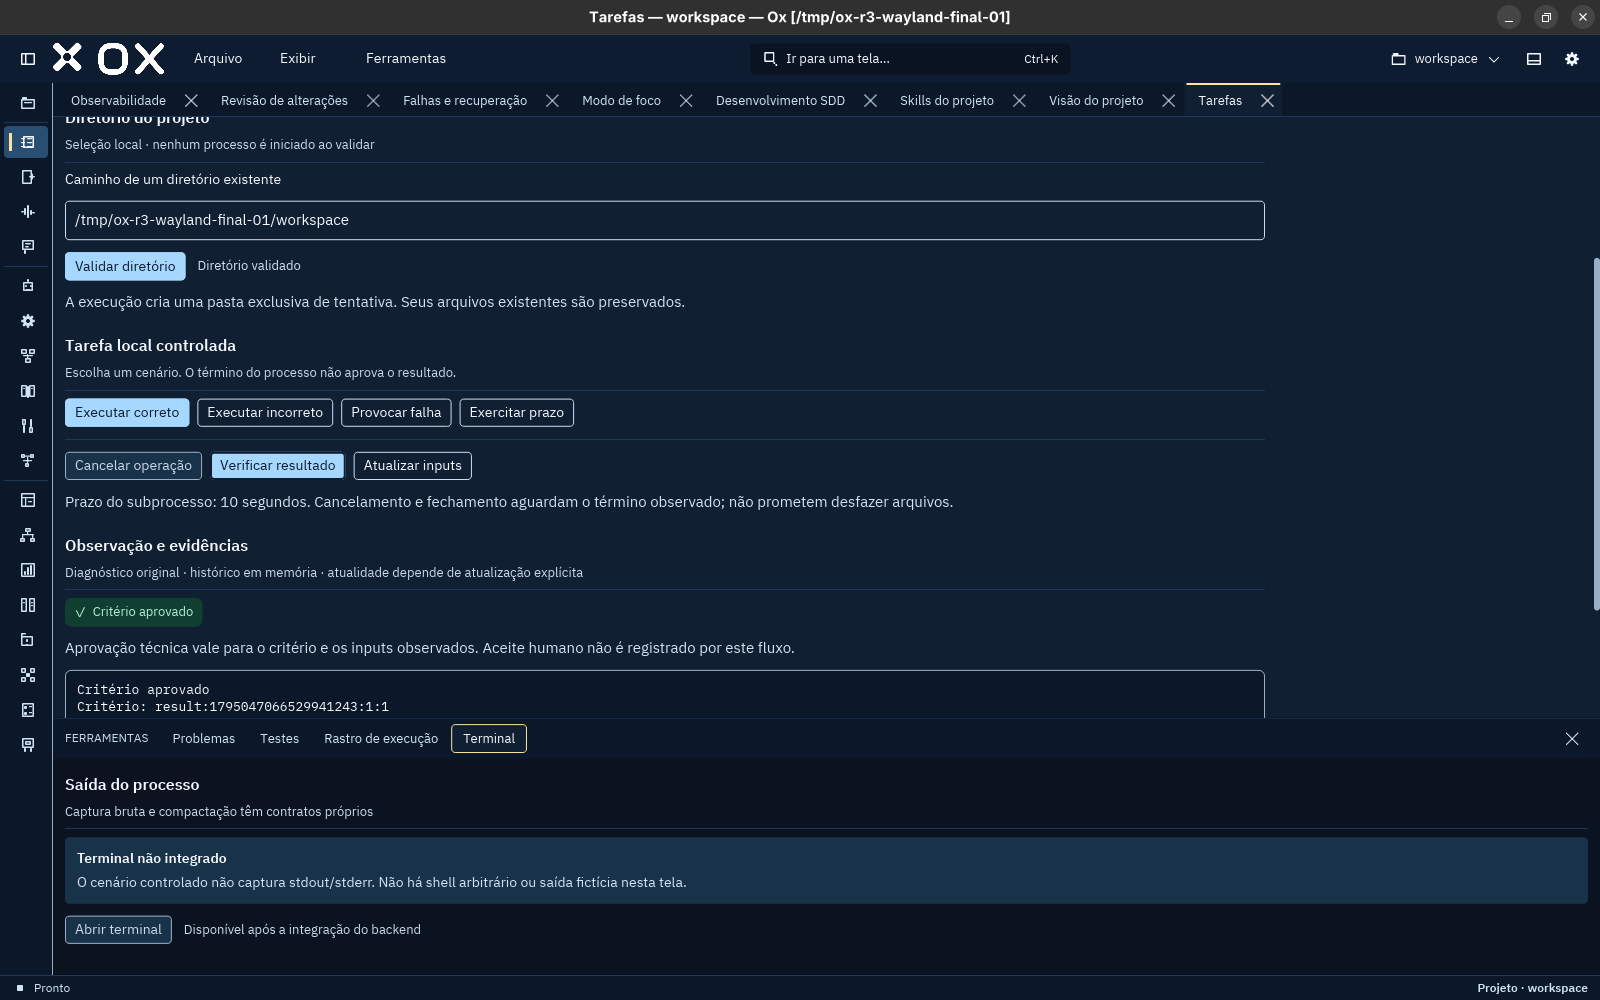 Tarefas — workspace — Ox [/tmp/ox-r3-wayland-final-01]
OX
Arquivo
Exibir
Ferramentas
Ir para uma tela...
Ctrl+K
workspace
Observabilidade
Revisão de alterações
Falhas e recuperação
Modo de foco
Desenvolvimento SDD
Skills do projeto
Visão do projeto
Tarefas
Diretório do projeto
Seleção local · nenhum processo é iniciado ao validar
Caminho de um diretório existente
/tmp/ox-r3-wayland-final-01/workspace
Validar diretório
Diretório validado
A execução cria uma pasta exclusiva de tentativa. Seus arquivos existentes são preservados.
Tarefa local controlada
Escolha um cenário. O término do processo não aprova o resultado.
Executar correto
Executar incorreto
Provocar falha
Exercitar prazo
Cancelar operação
Verificar resultado
Atualizar inputs
Prazo do subprocesso: 10 segundos. Cancelamento e fechamento aguardam o término observado; não prometem desfazer arquivos.
Observação e evidências
Diagnóstico original · histórico em memória · atualidade depende de atualização explícita
✓ Critério aprovado
Aprovação técnica vale para o critério e os inputs observados. Aceite humano não é registrado por este fluxo.
Critério aprovado
Critério: result:1795047066529941243:1:1
FERRAMENTAS
Problemas
Testes
Rastro de execução
Terminal
Saída do processo
Captura bruta e compactação têm contratos próprios
Terminal não integrado
O cenário controlado não captura stdout/stderr. Não há shell arbitrário ou saída fictícia nesta tela.
Abrir terminal
Disponível após a integração do backend
Pronto
Projeto · workspace